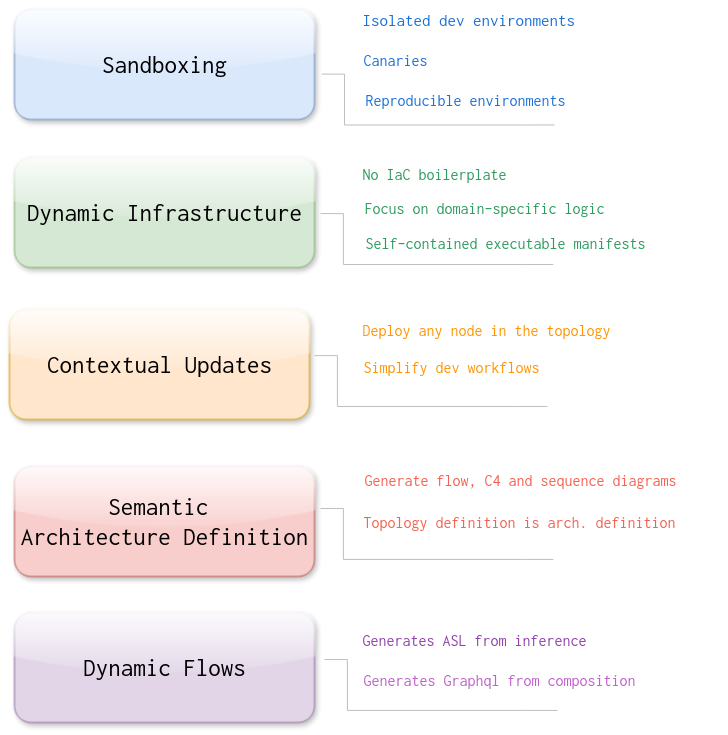 Sandboxing
Isolated dev environments
Canaries
Reproducible environments
Dynamic Infrastructure
No IaC boilerplate
Focus on domain-specific logic
Self-contained executable manifests
Contextual Updates
Deploy any node in the topology
Simplify dev workflows
Semantic
Architecture Definition
Generate flow, C4 and sequence diagrams
Topology definition is arch. definition
Dynamic Flows
Generates ASL from inference
Generates Graphql from composition